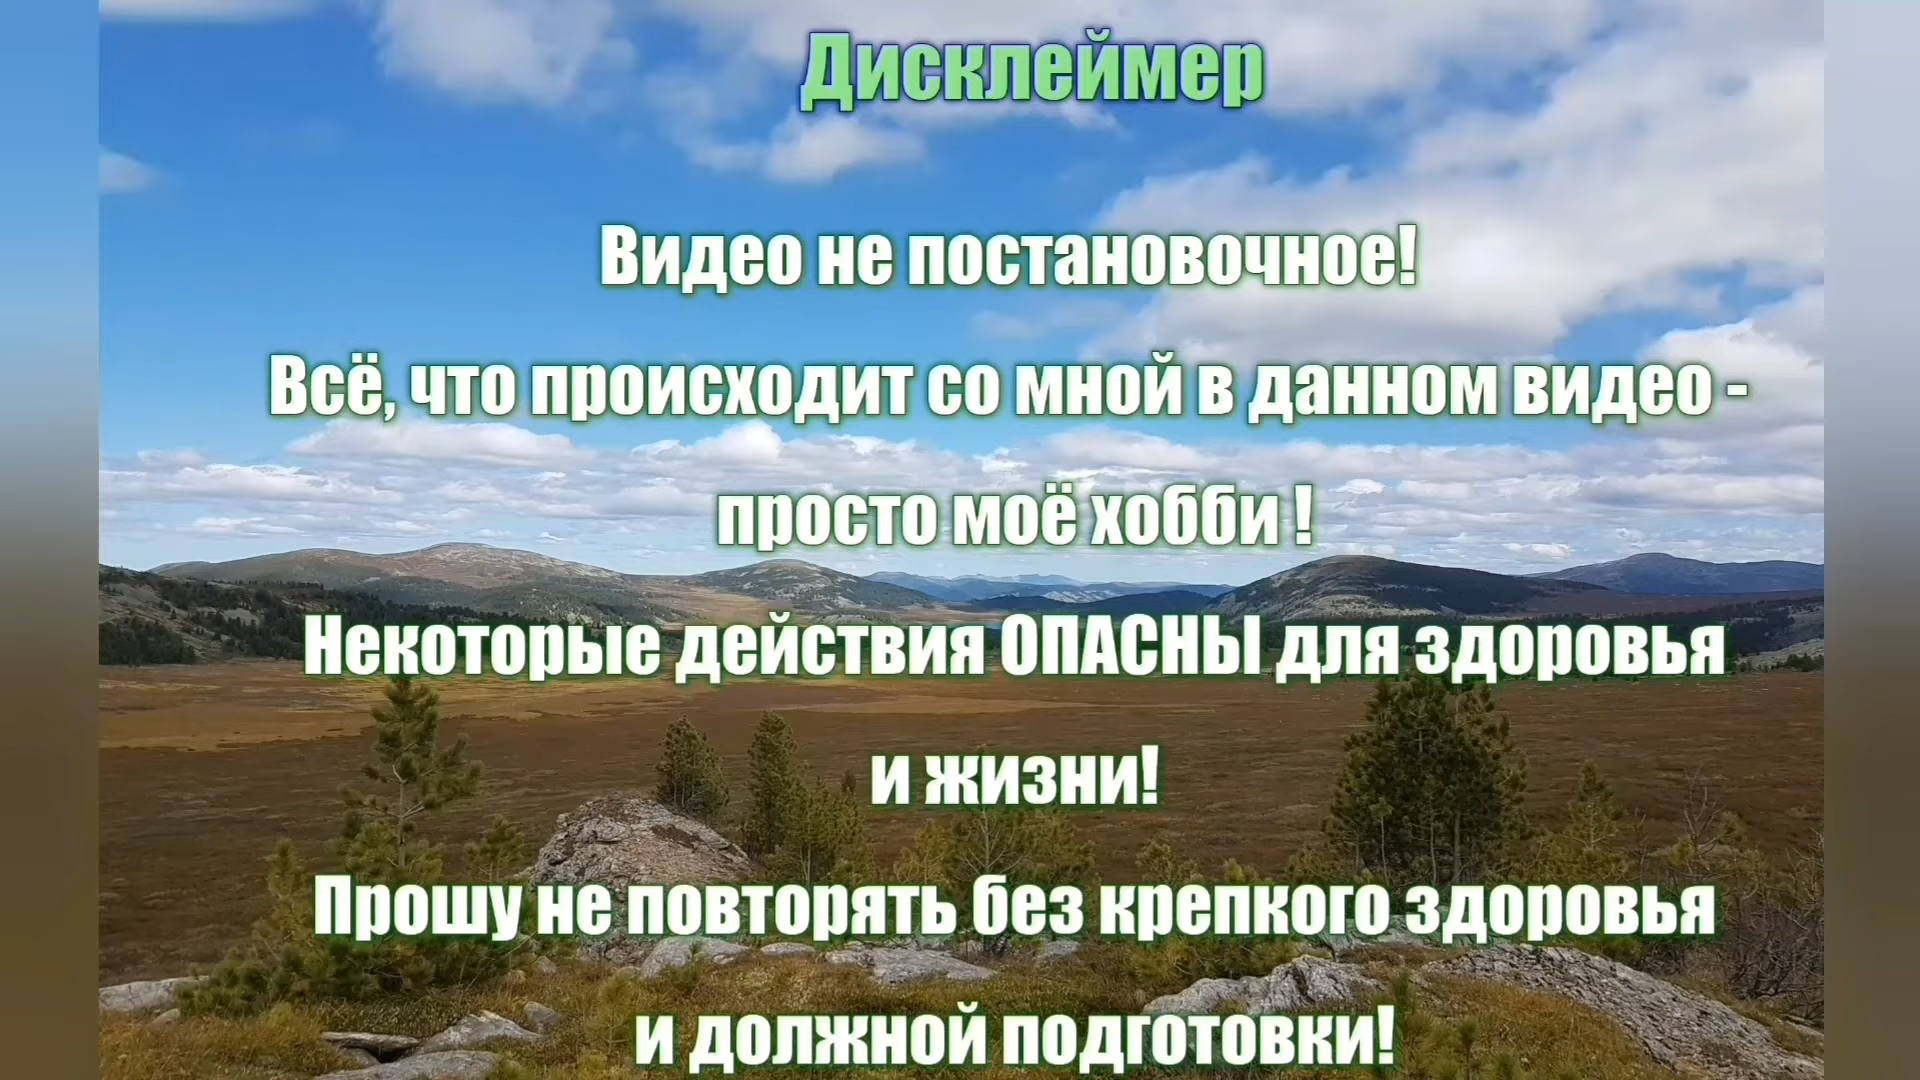 Дисклеймер
Видео не постановочное!
Всё, что происходит со мной в данном видео -
просто моё хобби !
Некоторые действия ОПАСНЫ для здоровья
и жизни!
Прошу не повторять без крепкого здоровья
и должной подготовки!